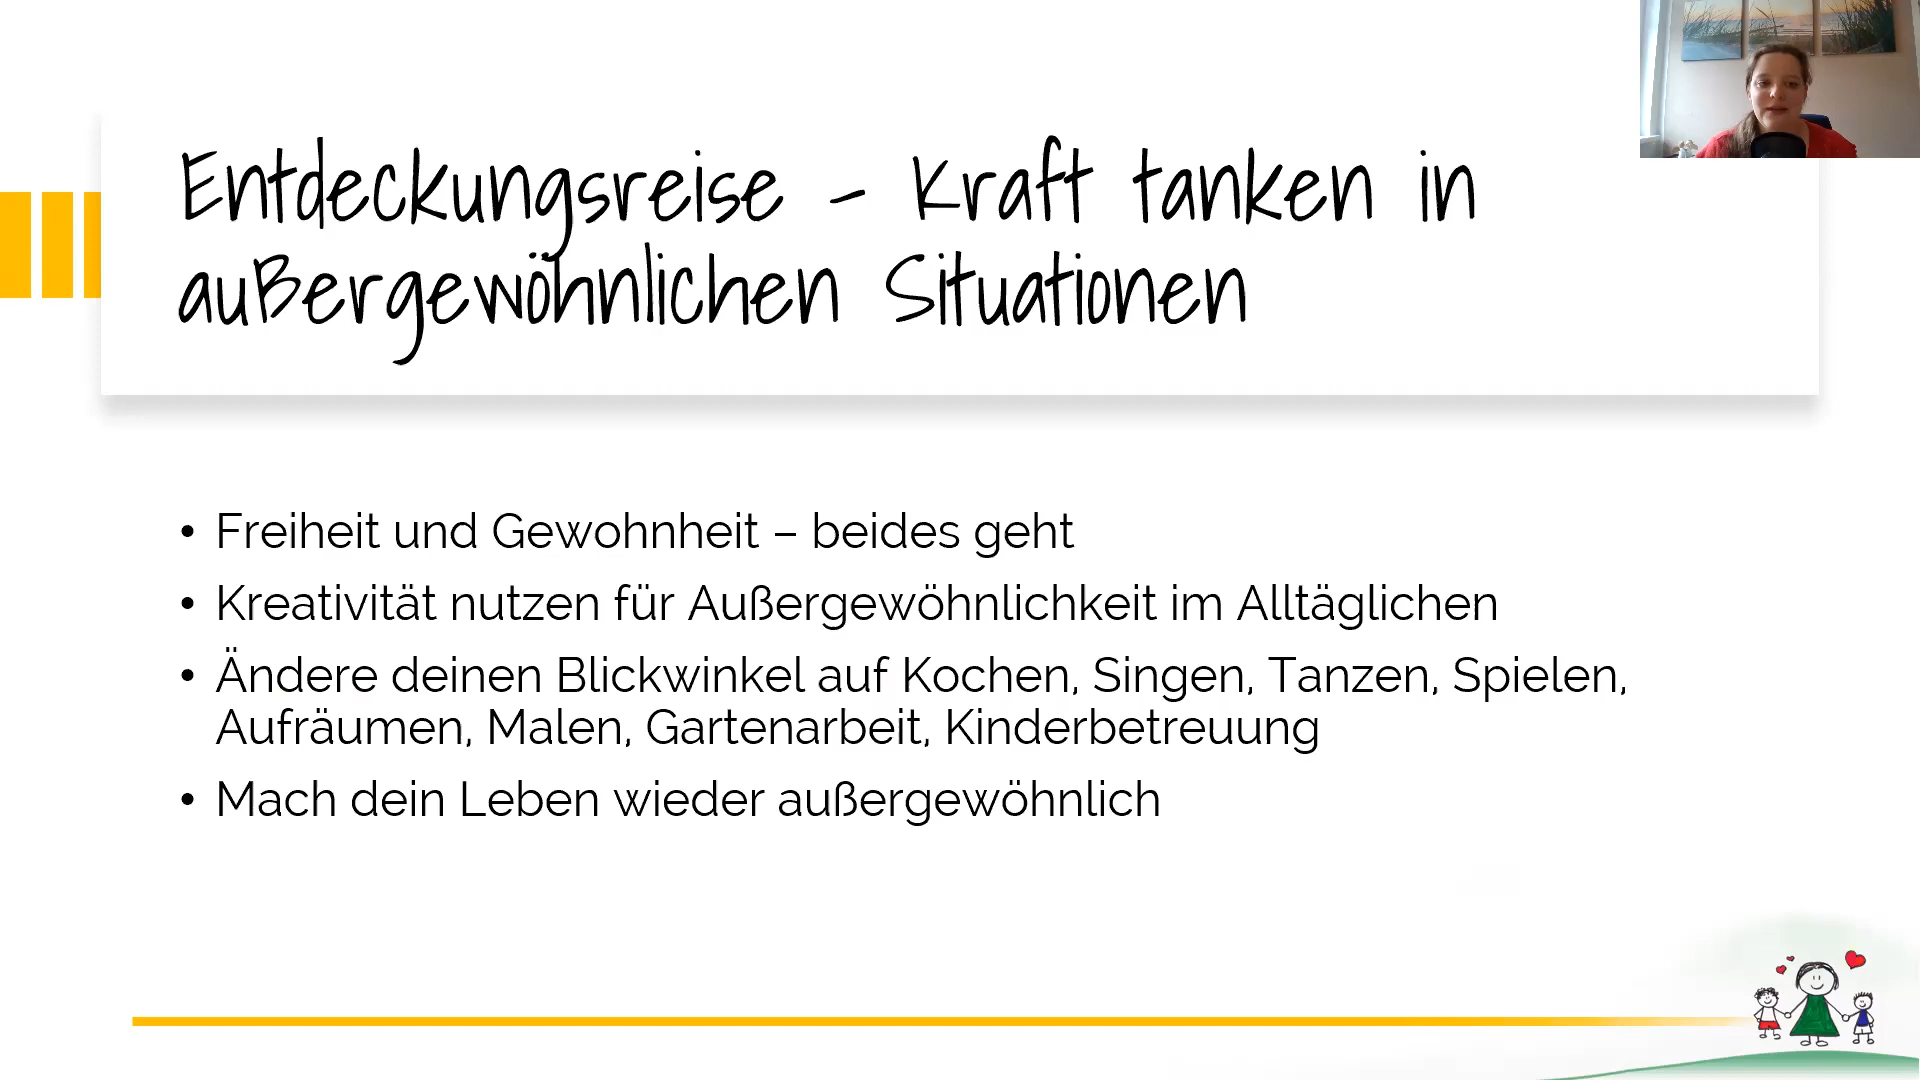 Entdeckungsreise - Kraft tanken in
außergewöhnlichen Situationen
• Freiheit und Gewohnheit – beides geht
• Kreativität nutzen für Außergewöhnlichkeit im Alltäglichen
• Ändere deinen Blickwinkel auf Kochen, Singen, Tanzen, Spielen,
Aufräumen, Malen, Gartenarbeit, Kinderbetreuung
• Mach dein Leben wieder außergewöhnlich